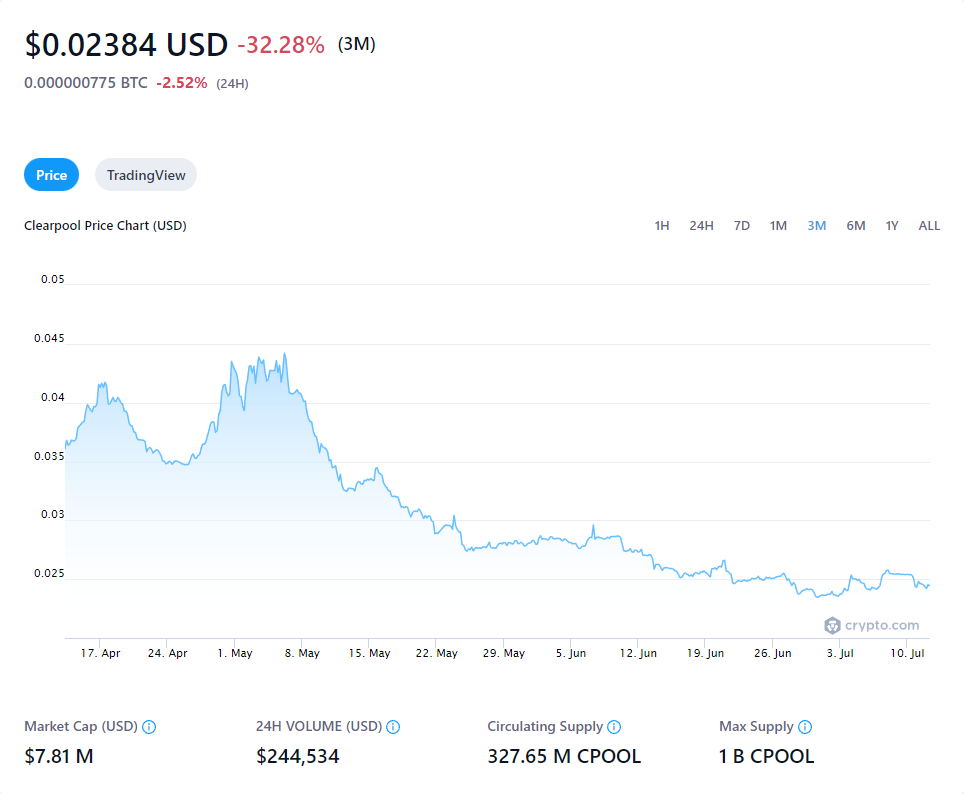 $0.02384 USD -32.28% (3M)
0.000000775 BTC -2.52% (24H)
Price TradingView
Clearpool Price Chart (USD) 1H 24H 7D 1M 3M 6M 1Y ALL
0.05
0.045
0.04
0.035
0.03
0.025
crypto.com
17. Apr 24. Apr 1. May 8. May 15. May 22. May 29. May 5. Jun 12. Jun 19. Jun 26. Jun 3. Jul 10. Jul
Market Cap (USD) 24H VOLUME (USD) Circulating Supply Max Supply
$7.81 M $244,534 327.65 M CPOOL 1 B CPOOL